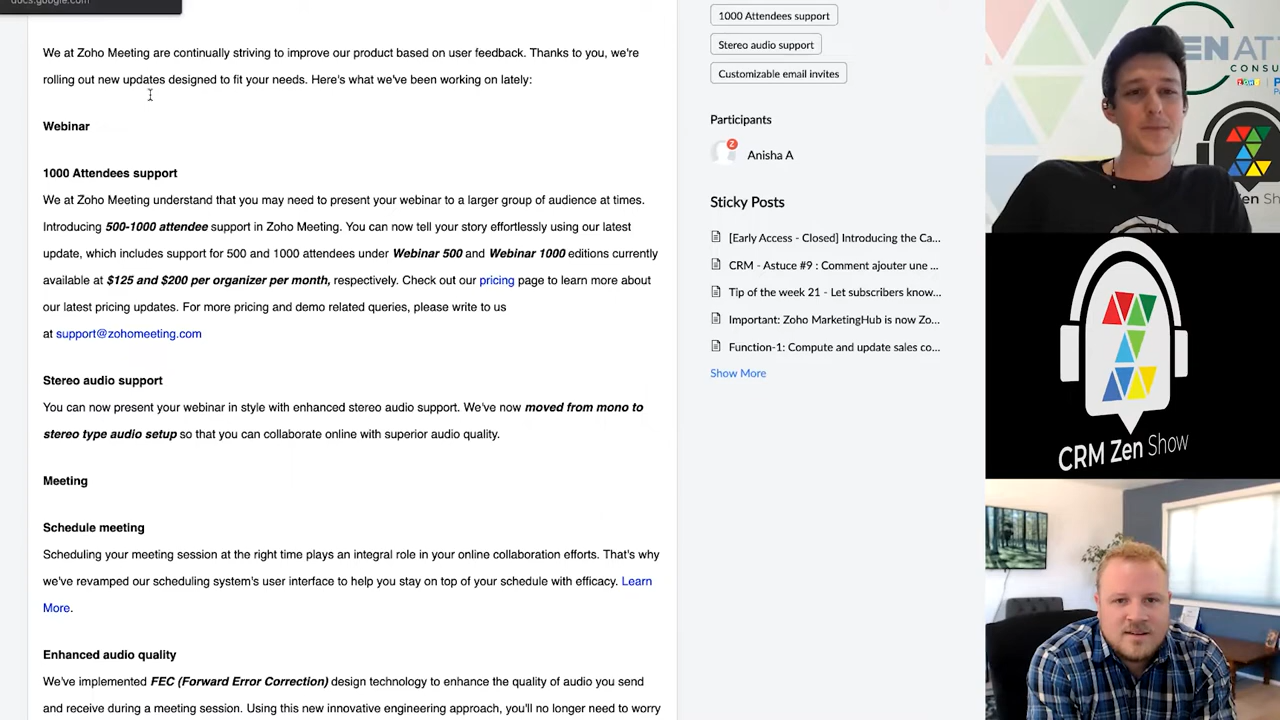 docs.google.com
We at Zoho Meeting are continually striving to improve our product based on user feedback. Thanks to you, we're
rolling out new updates designed to fit your needs. Here's what we've been working on lately:
Webinar
1000 Attendees support
We at Zoho Meeting understand that you may need to present your webinar to a larger group of audience at times.
Introducing 500-1000 attendee support in Zoho Meeting. You can now tell your story effortlessly using our latest
update, which includes support for 500 and 1000 attendees under Webinar 500 and Webinar 1000 editions currently
available at $125 and $200 per organizer per month, respectively. Check out our pricing page to learn more about
our latest pricing updates. For more pricing and demo related queries, please write to us
at support@zohomeeting.com
Stereo audio support
You can now present your webinar in style with enhanced stereo audio support. We've now moved from mono to
stereo type audio setup so that you can collaborate online with superior audio quality.
Meeting
Schedule meeting
Scheduling your meeting session at the right time plays an integral role in your online collaboration efforts. That's why
we've revamped our scheduling system's user interface to help you stay on top of your schedule with efficacy. Learn
More.
Enhanced audio quality
We've implemented FEC (Forward Error Correction) design technology to enhance the quality of audio you send
and receive during a meeting session. Using this new innovative engineering approach, you'll no longer need to worry
1000 Attendees support
Stereo audio support
Customizable email invites
Participants
Z
Anisha A
Sticky Posts
[Early Access - Closed] Introducing the Ca...
CRM - Astuce #9 : Comment ajouter une ...
Tip of the week 21 - Let subscribers know...
Important: Zoho MarketingHub is now Zo...
Function-1: Compute and update sales co...
Show More
EN AT
CONSU
Zen Sh
CRM Zen Show